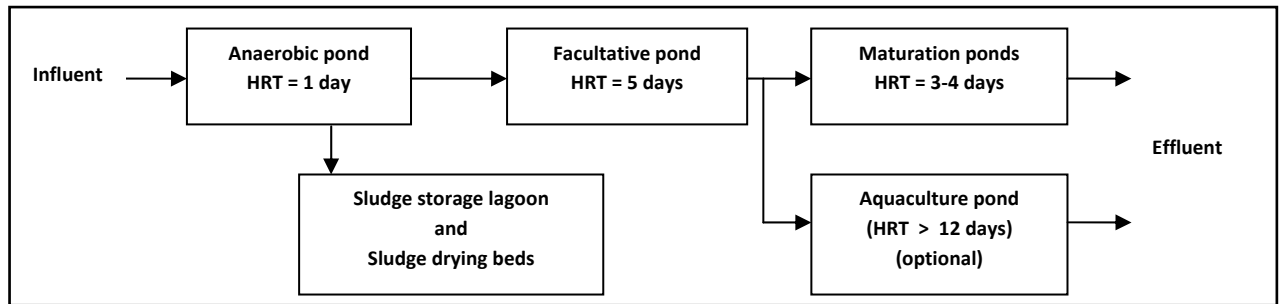 Influent
Anaerobic pond
HRT = 1 day
Facultative pond
HRT = 5 days
Maturation ponds
HRT = 3-4 days
Effluent
Sludge storage lagoon
and
Sludge drying beds
Aquaculture pond
(HRT > 12 days)
(optional)